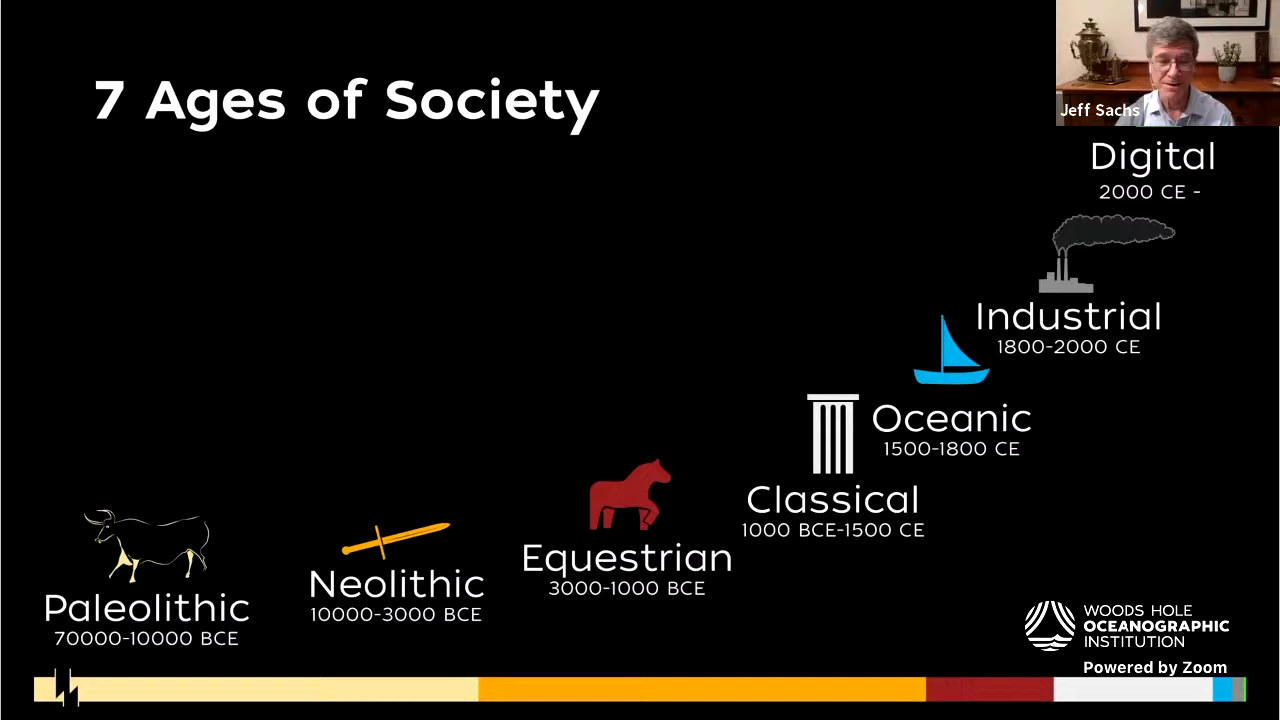 7 Ages of Society
Jeff Sachs
Digital
2000 CE -
Industrial
1800-2000 CE
Oceanic
1500-1800 CE
Classical
1000 BCE-1500 CE
Equestrian
3000-1000 BCE
Neolithic
10000-3000 BCE
Paleolithic
70000-10000 BCE
WOODS HOLE
OCEANOGRAPHIC
INSTITUTION
Powered by Zoom